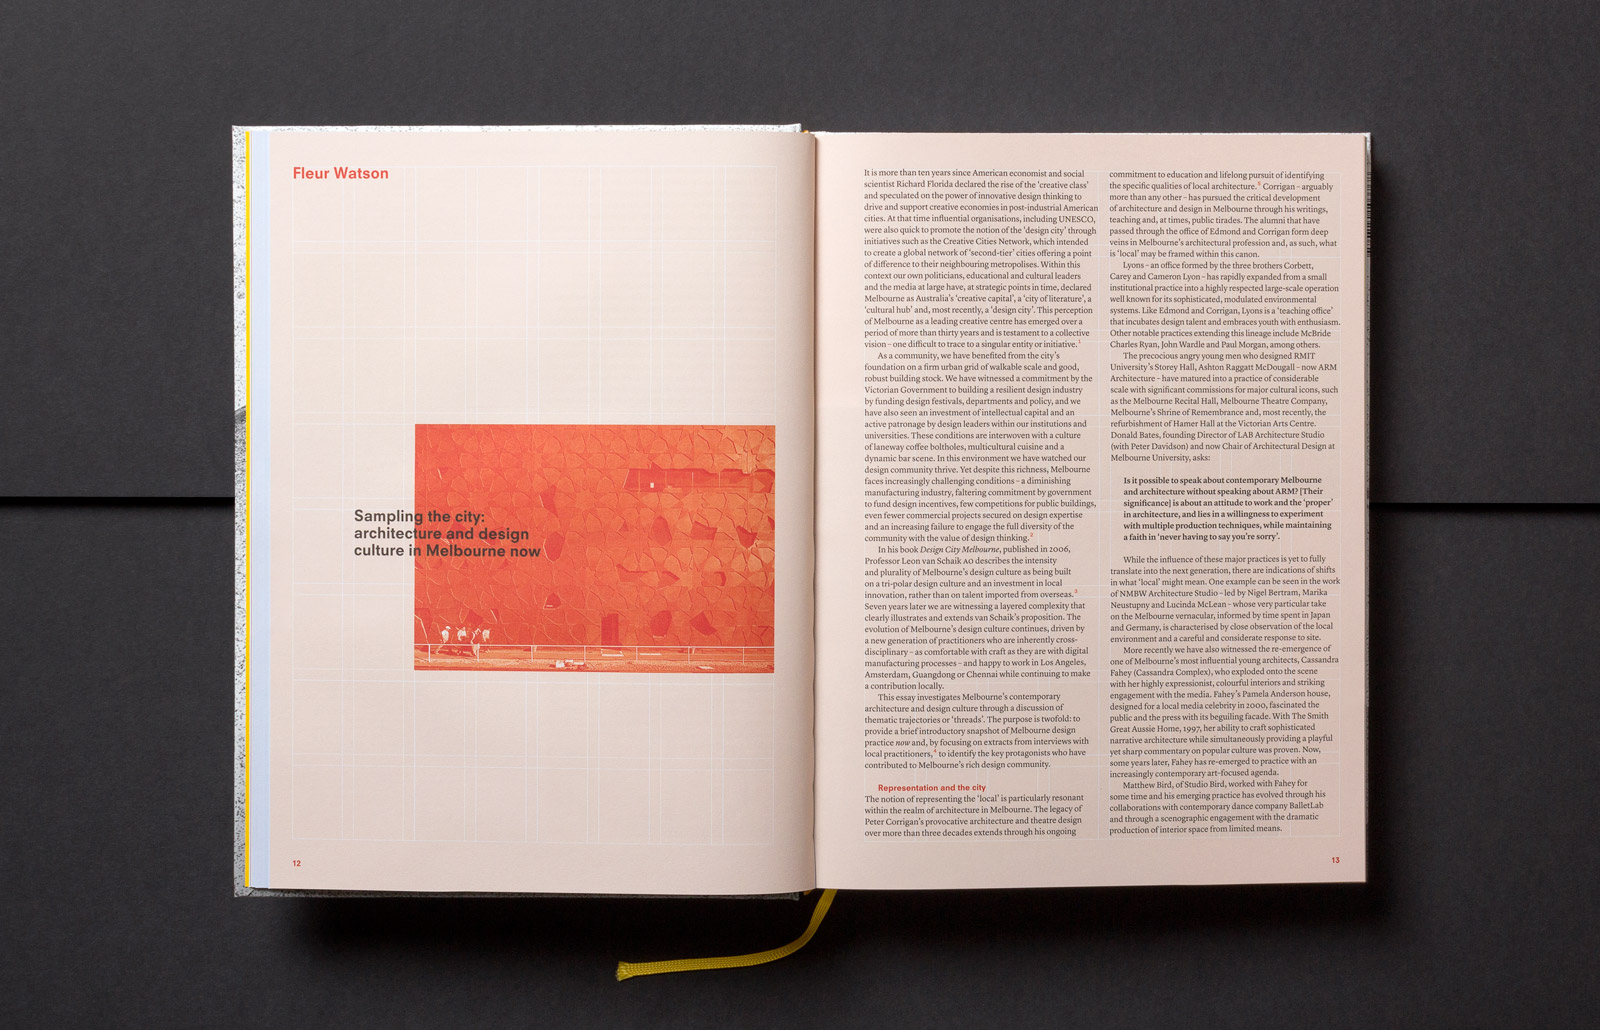 Fleur Watson
Sampling the city:
architecture and design
culture in Melbourne now
12
It is more than ten years since American economist and social
scientist Richard Florida declared the rise of the ‘creative class’
and speculated on the power of innovative design thinking to
drive and support creative economies in post-industrial American
cities. At that time influential organisations, including UNESCO,
were also quick to promote the notion of the ‘design city’ through
initiatives such as the Creative Cities Network, which intended
to create a global network of ‘second-tier’ cities offering a point
of difference to their neighbouring metropolises. Within this
context our own politicians, educational and cultural leaders
and the media at large have, at strategic points in time, declared
Melbourne as Australia’s ‘creative capital’, a ‘city of literature’, a
‘cultural hub’ and, most recently, a ‘design city’. This perception
of Melbourne as a leading creative centre has emerged over a
period of more than thirty years and is testament to a collective
vision – one difficult to trace to a singular entity or initiative.1
As a community, we have benefited from the city’s
foundation on a firm urban grid of walkable scale and good,
robust building stock. We have witnessed a commitment by the
Victorian Government to building a resilient design industry
by funding design festivals, departments and policy, and we
have also seen an investment of intellectual capital and an
active patronage by design leaders within our institutions and
universities. These conditions are interwoven with a culture
of laneway coffee boltholes, multicultural cuisine and a
dynamic bar scene. In this environment we have watched our
design community thrive. Yet despite this richness, Melbourne
faces increasingly challenging conditions – a diminishing
manufacturing industry, faltering commitment by government
to fund design incentives, few competitions for public buildings,
even fewer commercial projects secured on design expertise
and an increasing failure to engage the full diversity of the
community with the value of design thinking.2
In his book Design City Melbourne, published in 2006,
Professor Leon van Schaik AO describes the intensity
and plurality of Melbourne’s design culture as being built
on a tri-polar design culture and an investment in local
innovation, rather than on talent imported from overseas.3
Seven years later we are witnessing a layered complexity that
clearly illustrates and extends van Schaik’s proposition. The
evolution of Melbourne’s design culture continues, driven by
a new generation of practitioners who are inherently cross-
disciplinary – as comfortable with craft as they are with digital
manufacturing processes – and happy to work in Los Angeles,
Amsterdam, Guangdong or Chennai while continuing to make
a contribution locally.
This essay investigates Melbourne’s contemporary
architecture and design culture through a discussion of
thematic trajectories or ‘threads’. The purpose is twofold: to
provide a brief introductory snapshot of Melbourne design
practice now and, by focusing on extracts from interviews with
local practitioners,4 to identify the key protagonists who have
contributed to Melbourne’s rich design community.
Representation and the city
The notion of representing the ‘local’ is particularly resonant
within the realm of architecture in Melbourne. The legacy of
Peter Corrigan’s provocative architecture and theatre design
over more than three decades extends through his ongoing
commitment to education and lifelong pursuit of identifying
the specific qualities of local architecture.5 Corrigan – arguably
more than any other – has pursued the critical development
of architecture and design in Melbourne through his writings,
teaching and, at times, public tirades. The alumni that have
passed through the office of Edmond and Corrigan form deep
veins in Melbourne’s architectural profession and, as such, what
is ‘local’ may be framed within this canon.
Lyons – an office formed by the three brothers Corbett,
Carey and Cameron Lyon – has rapidly expanded from a small
institutional practice into a highly respected large-scale operation
well known for its sophisticated, modulated environmental
systems. Like Edmond and Corrigan, Lyons is a ‘teaching office’
that incubates design talent and embraces youth with enthusiasm.
Other notable practices extending this lineage include McBride
Charles Ryan, John Wardle and Paul Morgan, among others.
The precocious angry young men who designed RMIT
University’s Storey Hall, Ashton Raggatt McDougall – now ARM
Architecture – have matured into a practice of considerable
scale with significant commissions for major cultural icons, such
as the Melbourne Recital Hall, Melbourne Theatre Company,
Melbourne’s Shrine of Remembrance and, most recently, the
refurbishment of Hamer Hall at the Victorian Arts Centre.
Donald Bates, founding Director of LAB Architecture Studio
(with Peter Davidson) and now Chair of Architectural Design at
Melbourne University, asks:
Is it possible to speak about contemporary Melbourne
and architecture without speaking about ARM? [Their
significance] is about an attitude to work and the ‘proper’
in architecture, and lies in a willingness to experiment
with multiple production techniques, while maintaining
a faith in ‘never having to say you’re sorry’.
While the influence of these major practices is yet to fully
translate into the next generation, there are indications of shifts
in what ‘local’ might mean. One example can be seen in the work
of NMBW Architecture Studio – led by Nigel Bertram, Marika
Neustupny and Lucinda McLean – whose very particular take
on the Melbourne vernacular, informed by time spent in Japan
and Germany, is characterised by close observation of the local
environment and a careful and considerate response to site.
More recently we have also witnessed the re-emergence of
one of Melbourne’s most influential young architects, Cassandra
Fahey (Cassandra Complex), who exploded onto the scene
with her highly expressionist, colourful interiors and striking
engagement with the media. Fahey’s Pamela Anderson house,
designed for a local media celebrity in 2000, fascinated the
public and the press with its beguiling facade. With The Smith
Great Aussie Home, 1997, her ability to craft sophisticated
narrative architecture while simultaneously providing a playful
yet sharp commentary on popular culture was proven. Now,
some years later, Fahey has re-emerged to practice with an
increasingly contemporary art-focused agenda.
Matthew Bird, of Studio Bird, worked with Fahey for
some time and his emerging practice has evolved through his
collaborations with contemporary dance company BalletLab
and through a scenographic engagement with the dramatic
production of interior space from limited means.
13